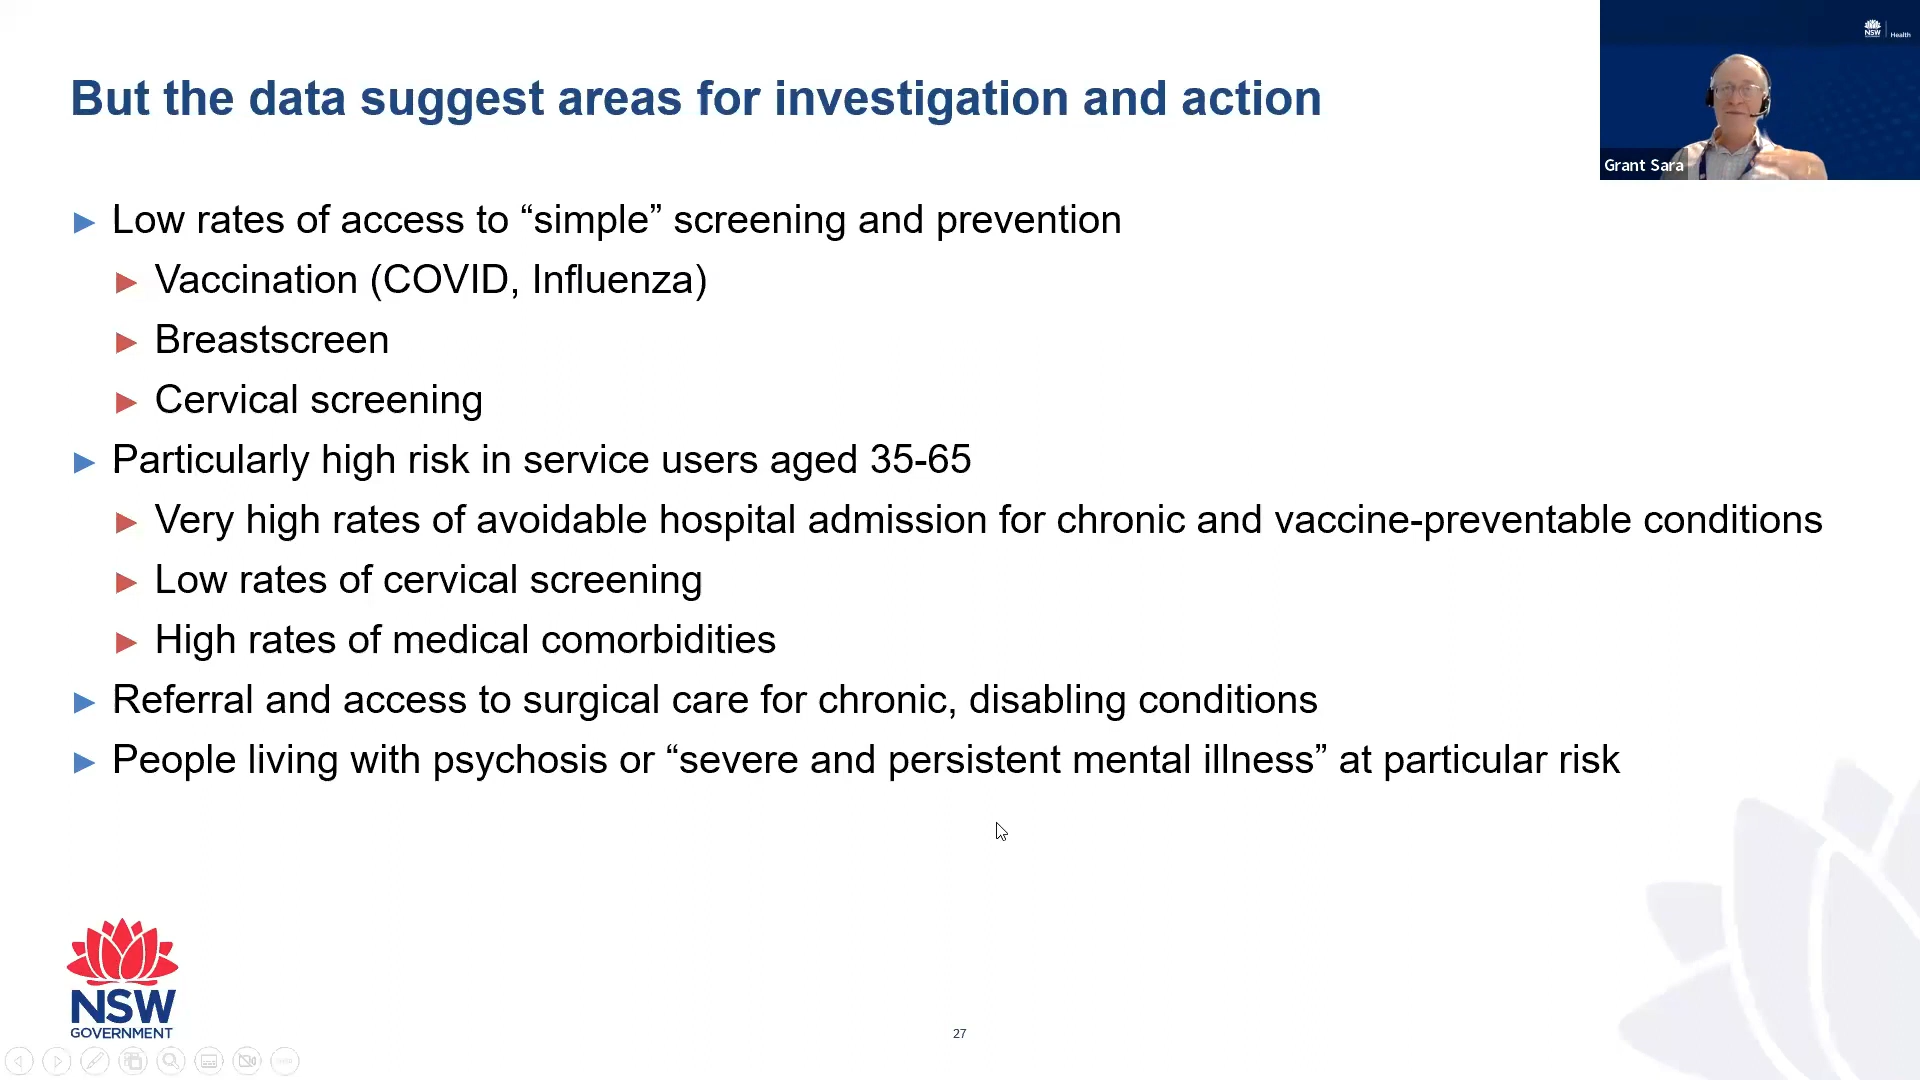 But the data suggest areas for investigation and action
NSW
Health
Grant Sara
Low rates of access to “simple” screening and prevention
Vaccination (COVID, Influenza)
Breastscreen
Cervical screening
Particularly high risk in service users aged 35-65
Very high rates of avoidable hospital admission for chronic and vaccine-preventable conditions
Low rates of cervical screening
High rates of medical comorbidities
Referral and access to surgical care for chronic, disabling conditions
People living with psychosis or “severe and persistent mental illness” at particular risk
NSW
GOVERNMENT
27